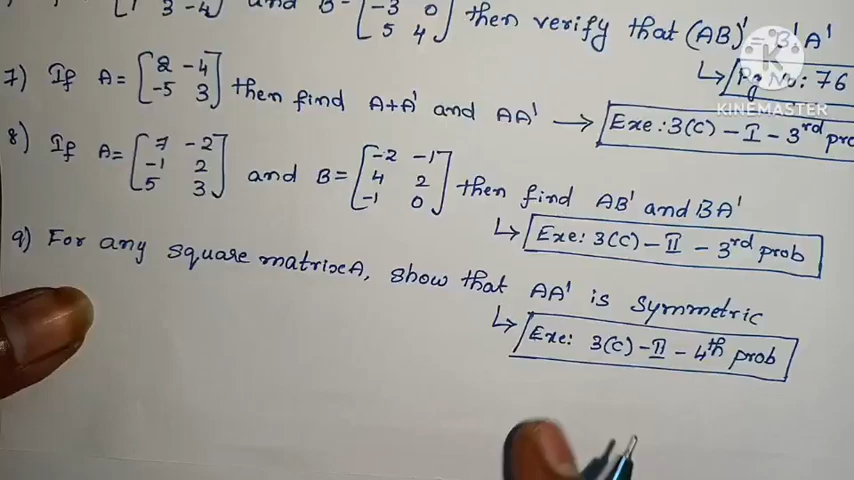 3 -4] and B = [-3 0 then verify that (AB)' = B'A'
5 4]
↳ Pg No: 76
KINEMASTER
7) If A = [2 -4 then find A+A' and AA' → Exe: 3(C) - I - 3rd pro
-5 3]
8) If A = [7 -2 and B = [-2 -1 then find AB' and BA'
-1 2 4 2
5 3] -1 0]
↳ Exe: 3(C) - II - 3rd prob
9) For any square matrix A, show that AA' is symmetric
↳ Exe: 3(C) - II - 4th prob